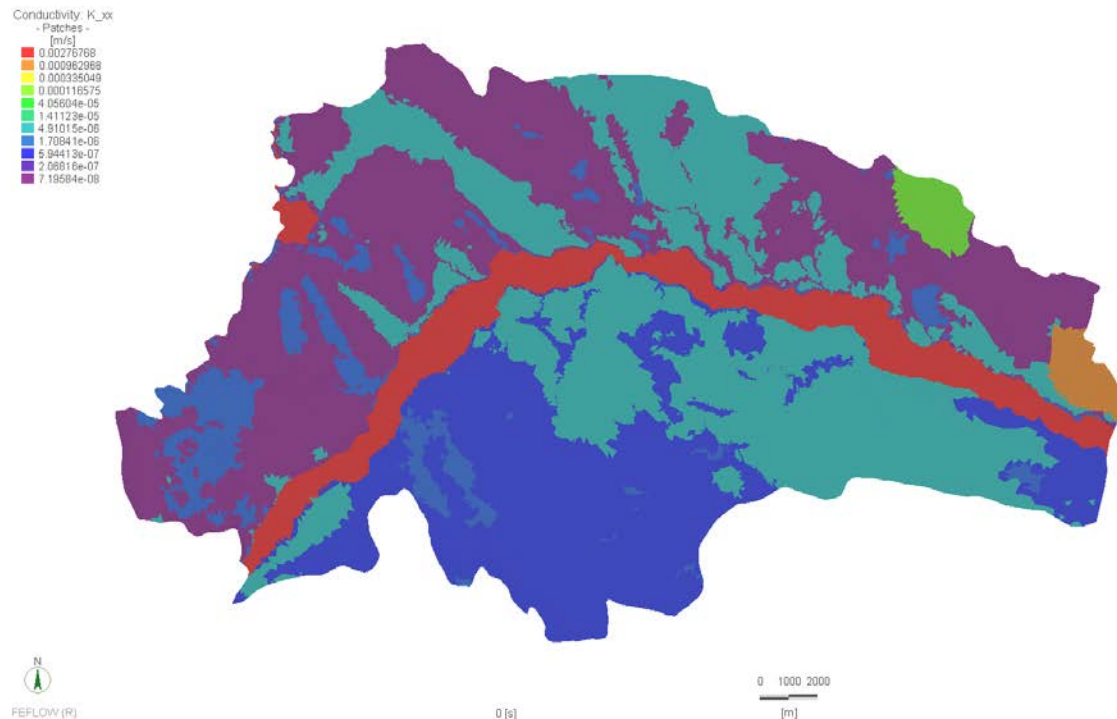 Conductivity: K_xx
- Patches -
[m/s]
0.00276768
0.000962988
0.000335049
0.000116575
4.05604e-05
1.41123e-05
4.91015e-06
1.70841e-06
5.94413e-07
2.06816e-07
7.19584e-08
N
FEFLOW (R)
0 [s]
0 1000 2000
[m]